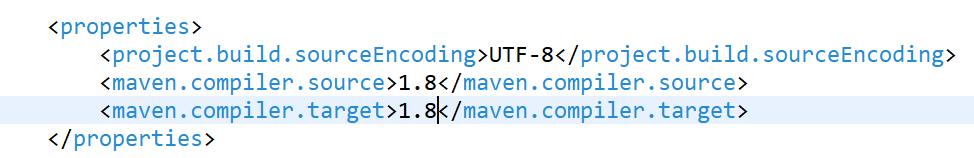 <properties>
<project.build.sourceEncoding>UTF-8</project.build.sourceEncoding>
<maven.compiler.source>1.8</maven.compiler.source>
<maven.compiler.target>1.8</maven.compiler.target>
</properties>